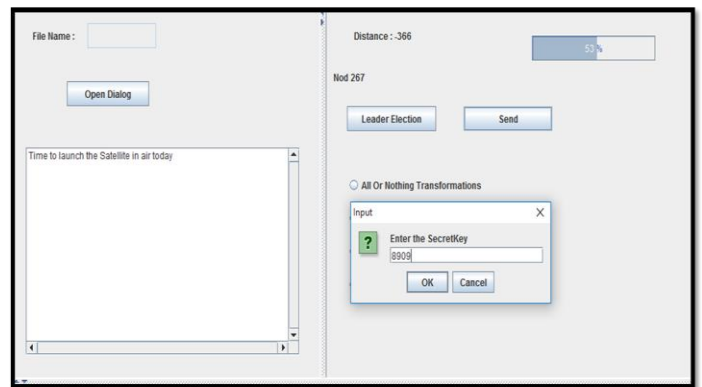 File Name :
Open Dialog
Time to launch the Satellite in air today
Distance : -366
53 %
Nod 267
Leader Election
Send
All Or Nothing Transformations
Input
X
?
Enter the SecretKey
8909
OK
Cancel